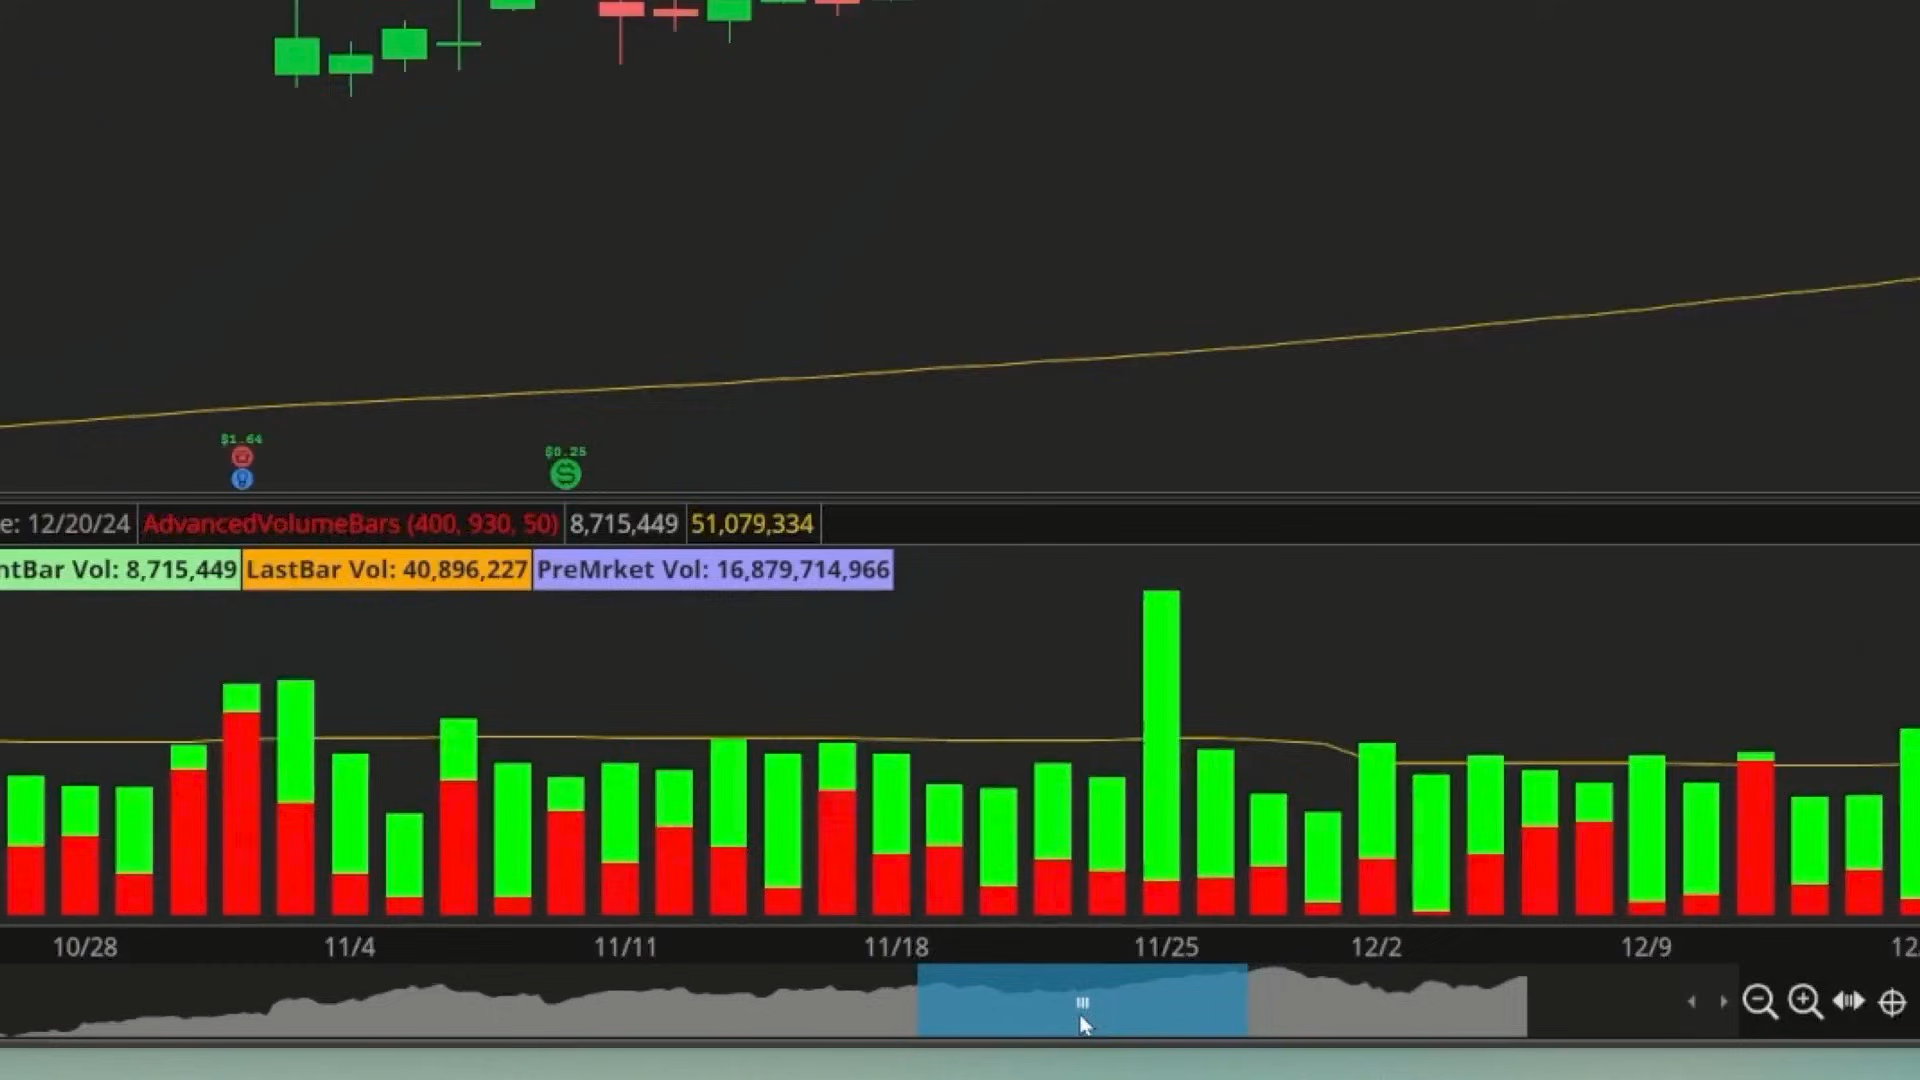 $1.64
$0.25
e: 12/20/24 AdvancedVolumeBars (400, 930, 50) 8,715,449 51,079,334
ntBar Vol: 8,715,449 LastBar Vol: 40,896,227 PreMrket Vol: 16,879,714,966
10/28 11/4 11/11 11/18 11/25 12/2 12/9 12